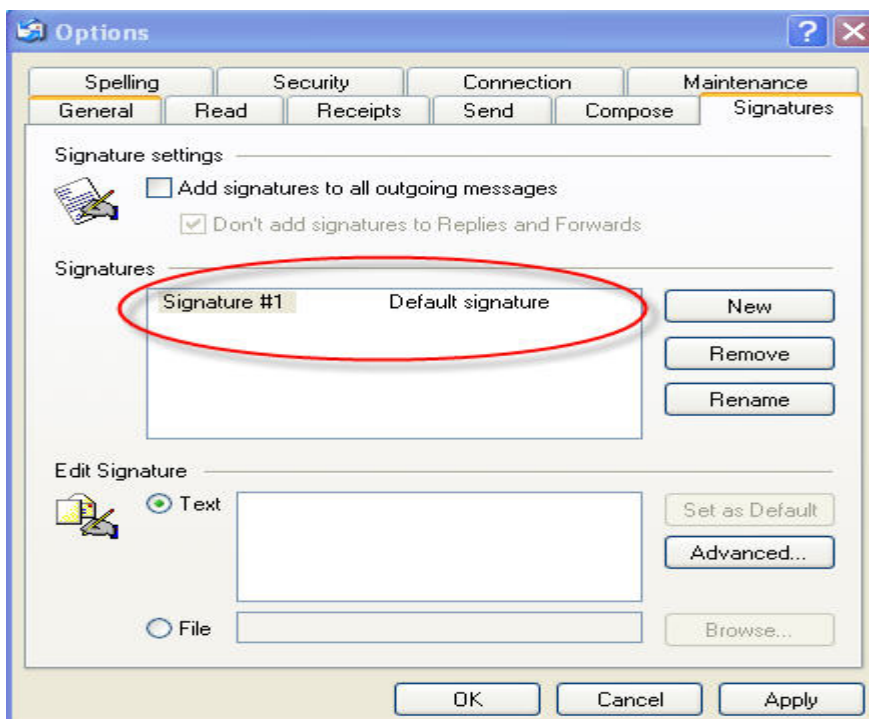 Options
Spelling Security Connection Maintenance
General Read Receipts Send Compose Signatures
Signature settings
Add signatures to all outgoing messages
Don't add signatures to Replies and Forwards
Signatures
Signature #1 Default signature
New
Remove
Rename
Edit Signature
Text
Set as Default
Advanced...
File
Browse...
OK Cancel Apply